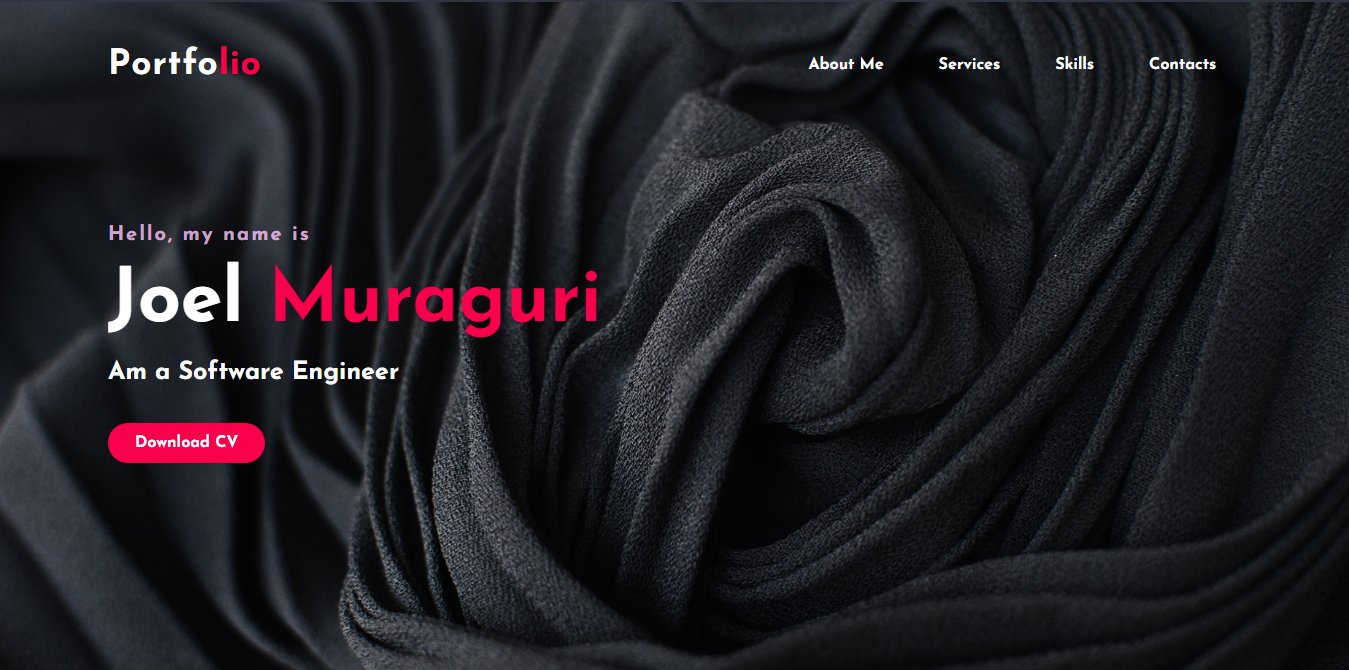 Portfolio
About Me Services Skills Contacts
Hello, my name is
Joel Muraguri
Am a Software Engineer
Download CV